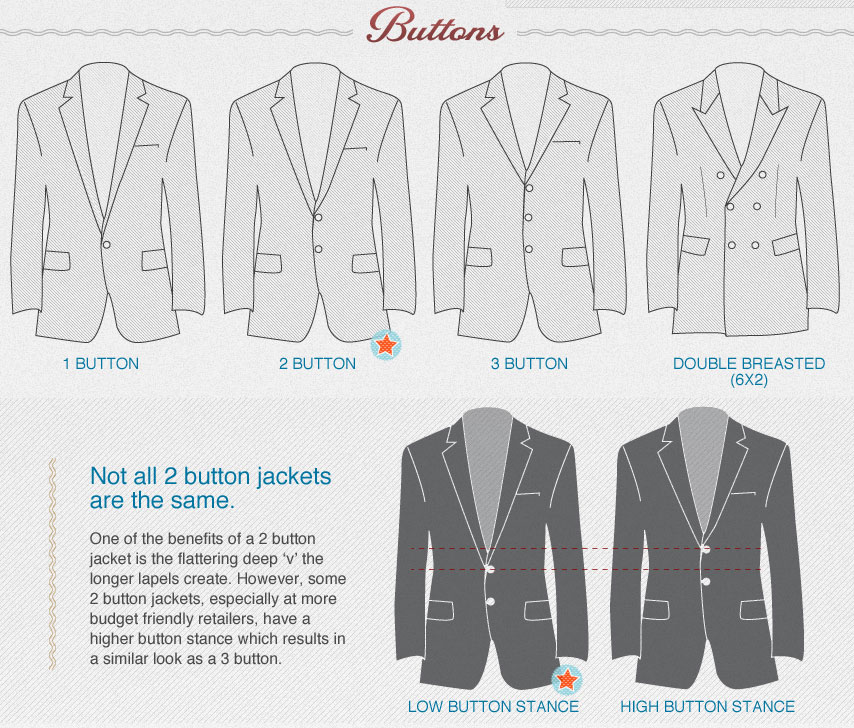 Buttons
1 BUTTON
2 BUTTON
3 BUTTON
DOUBLE BREASTED
(6X2)
Not all 2 button jackets
are the same.
One of the benefits of a 2 button
jacket is the flattering deep ‘v’ the
longer lapels create. However, some
2 button jackets, especially at more
budget friendly retailers, have a
higher button stance which results in
a similar look as a 3 button.
LOW BUTTON STANCE
HIGH BUTTON STANCE